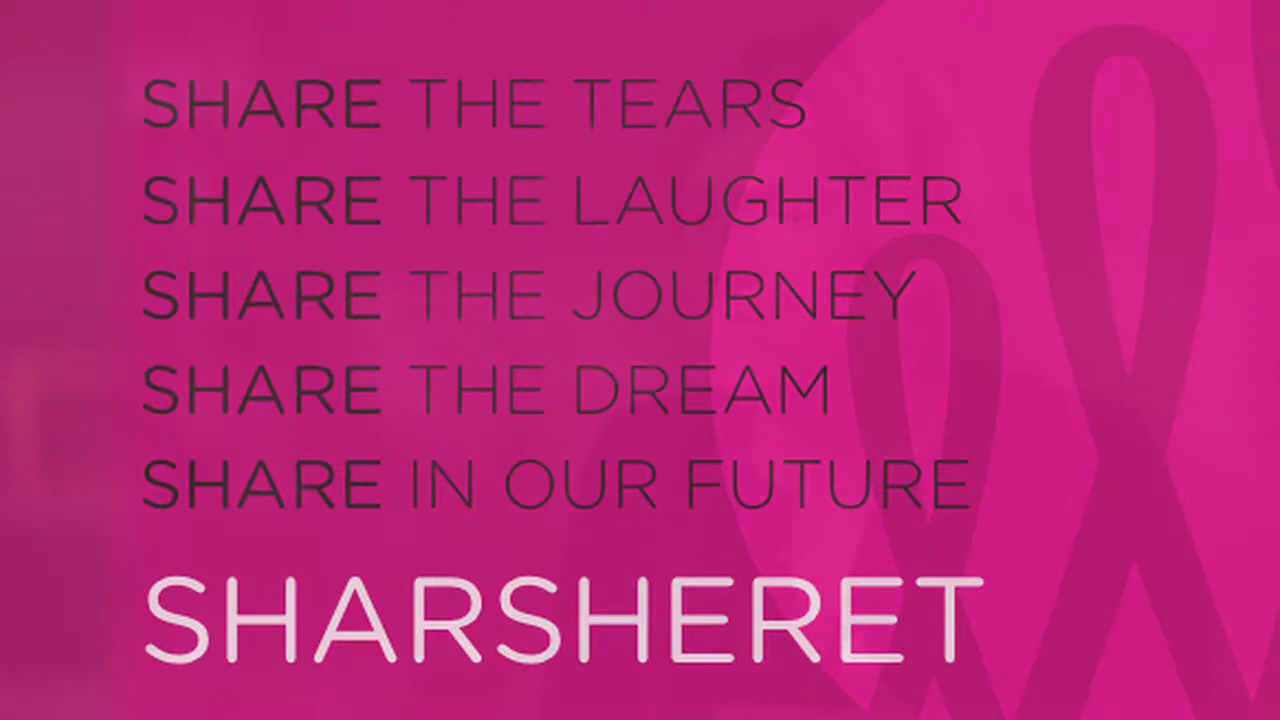 SHARE THE TEARS
SHARE THE LAUGHTER
SHARE THE JOURNEY
SHARE THE DREAM
SHARE IN OUR FUTURE
SHARSHERET